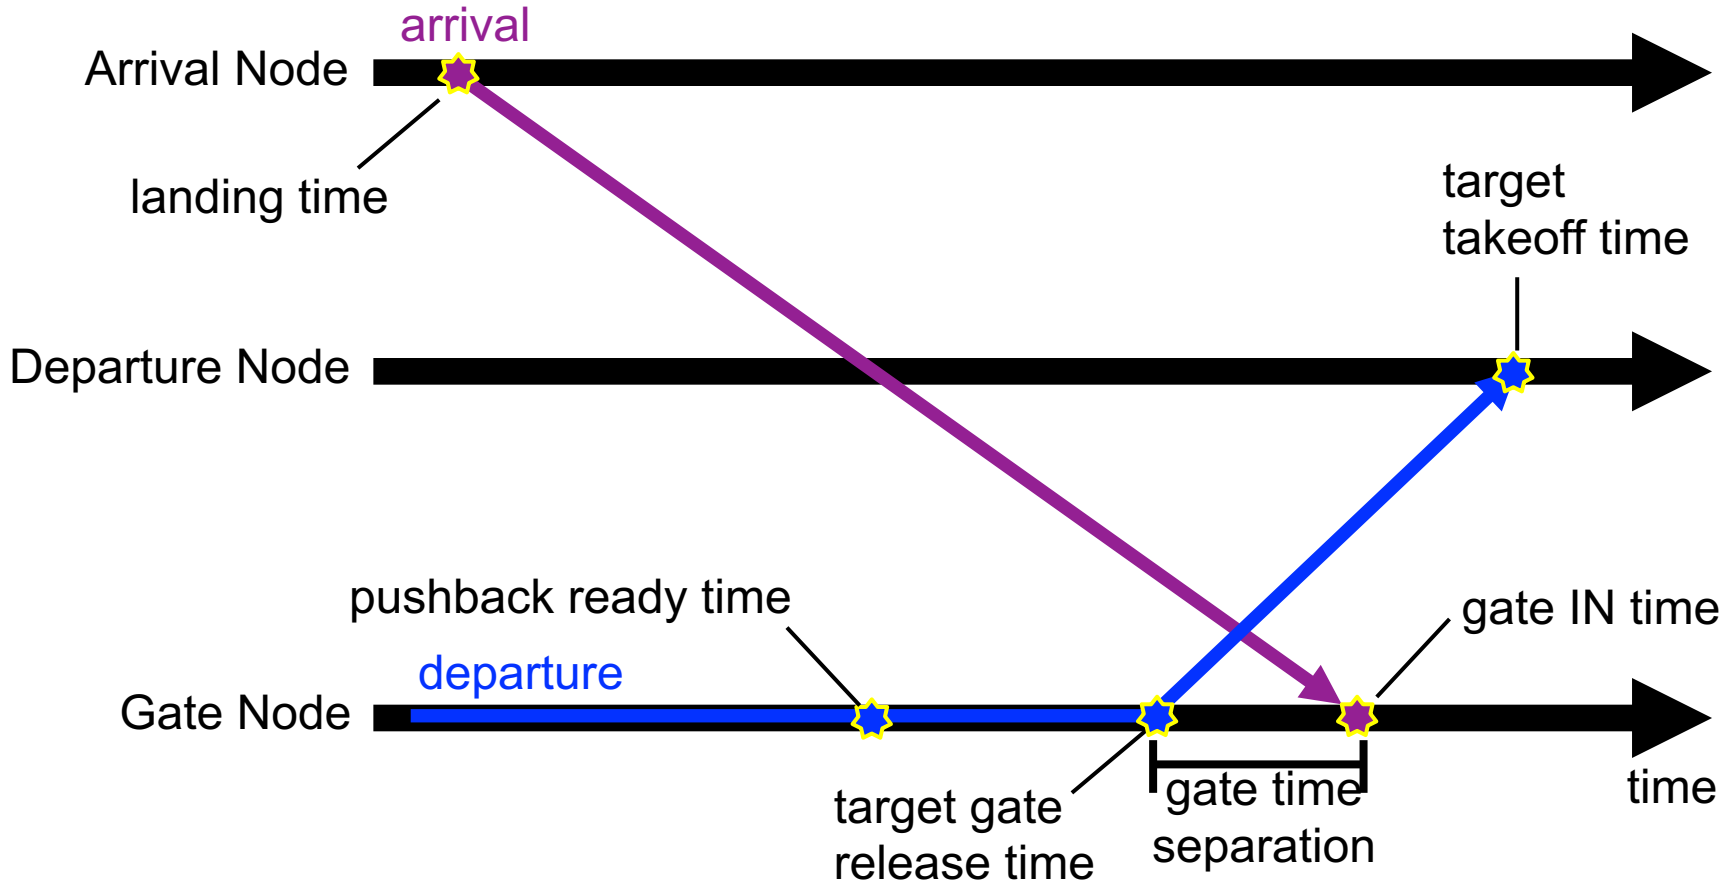 arrival
Arrival Node
landing time
target
takeoff time
Departure Node
pushback ready time
gate IN time
departure
Gate Node
time
target gate
release time
gate time
separation